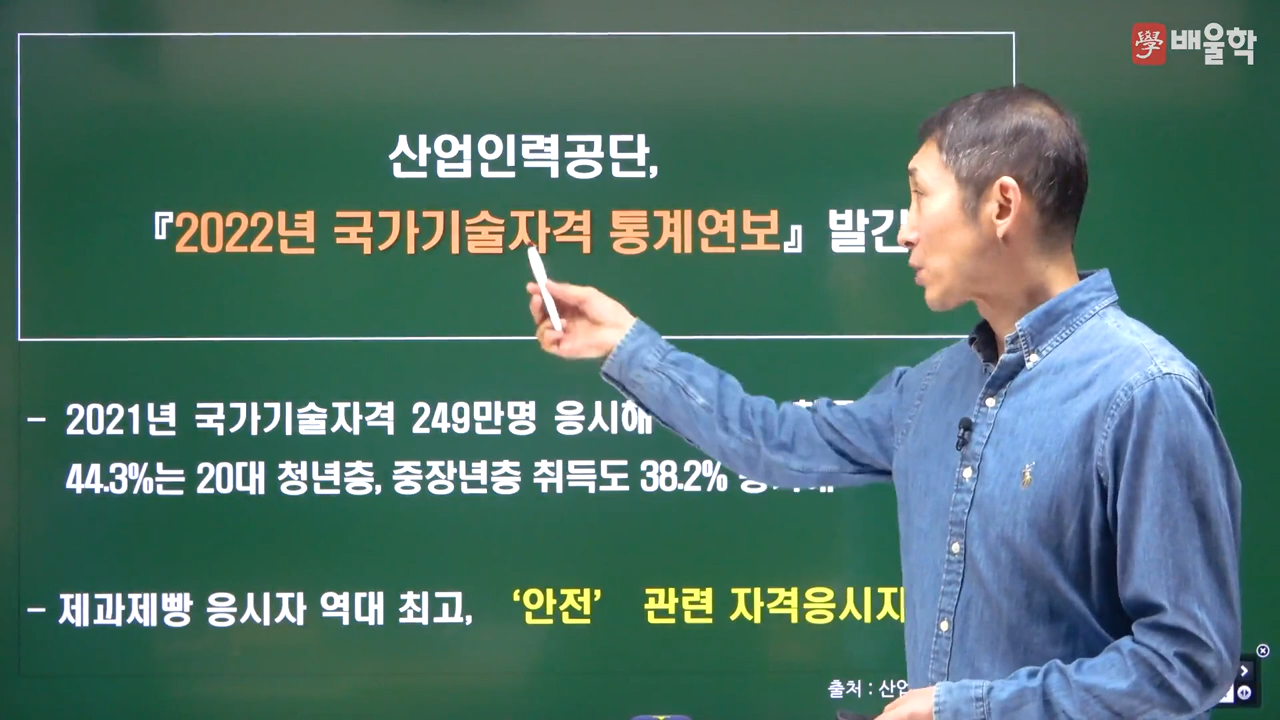 學 배울학
산업인력공단,
『2022년 국가기술자격 통계연보』 발간
- 2021년 국가기술자격 249만명 응시해
44.3%는 20대 청년층, 중장년층 취득도 38.2%
- 제과제빵 응시자 역대 최고, ‘안전’ 관련 자격응시자
출처 : 산업